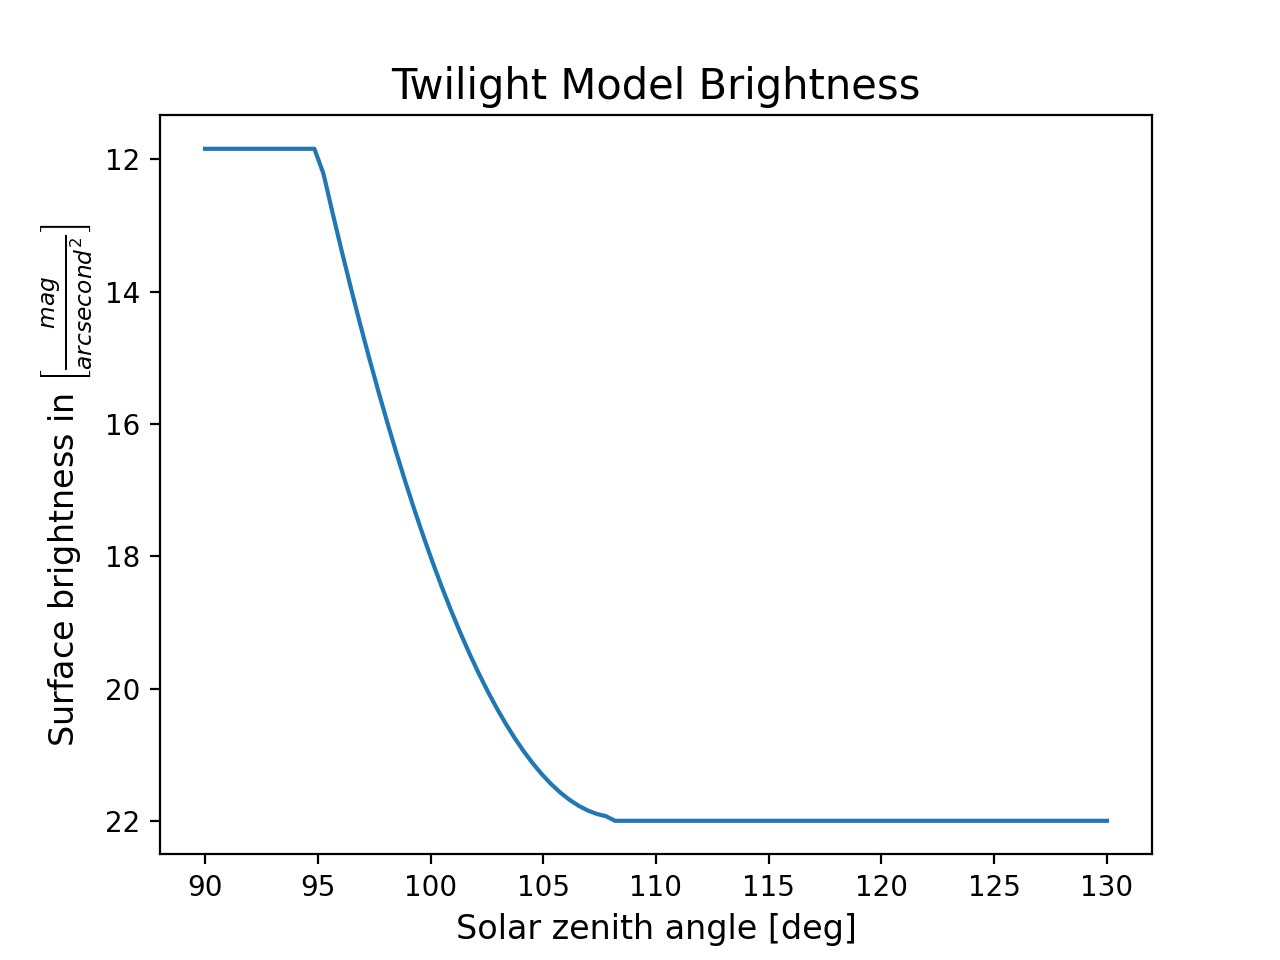 Twilight Model Brightness
Surface brightness in [mag/arcsecond²]
12
14
16
18
20
22
90 95 100 105 110 115 120 125 130
Solar zenith angle [deg]